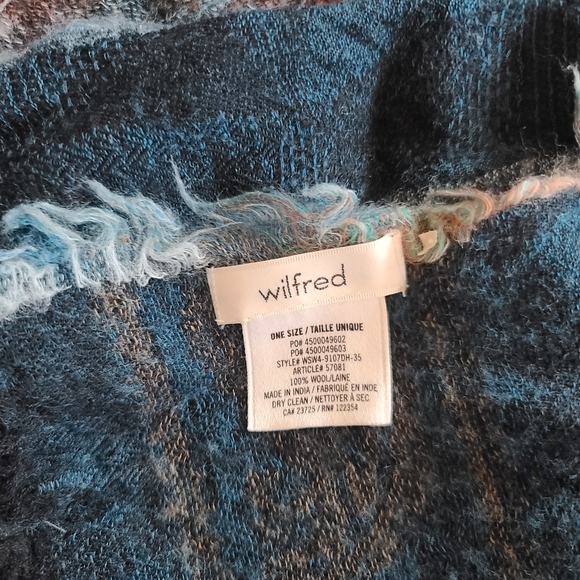 wilfred
ONE SIZE / TAILLE UNIQUE
PO# 4500049602
PO# 4500049603
STYLE# WSW4-9107DH-35
ARTICLE# 57081
100% WOOL/LAINE
MADE IN INDIA / FABRIQUÉ EN INDE
DRY CLEAN / NETTOYER À SEC
CA# 23725 / RN# 122354